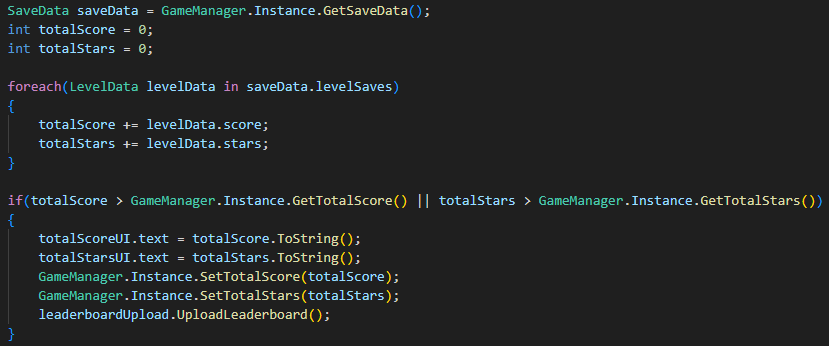 SaveData saveData = GameManager.Instance.GetSaveData();
int totalScore = 0;
int totalStars = 0;
foreach(LevelData levelData in saveData.levelSaves)
{
    totalScore += levelData.score;
    totalStars += levelData.stars;
}
if(totalScore > GameManager.Instance.GetTotalScore() || totalStars > GameManager.Instance.GetTotalStars())
{
    totalScoreUI.text = totalScore.ToString();
    totalStarsUI.text = totalStars.ToString();
    GameManager.Instance.SetTotalScore(totalScore);
    GameManager.Instance.SetTotalStars(totalStars);
    leaderboardUpload.UploadLeaderboard();
}